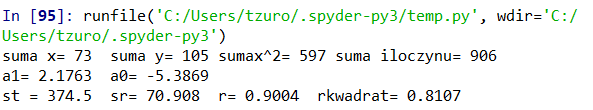 In [95]: runfile('C:/Users/tzuro/.spyder-py3/temp.py', wdir='C:/
Users/tzuro/.spyder-py3')
suma x= 73  suma y= 105 sumax^2= 597 suma iloczynu= 906
a1= 2.1763  a0= -5.3869
st = 374.5  sr= 70.908  r= 0.9004  rkwadrat= 0.8107